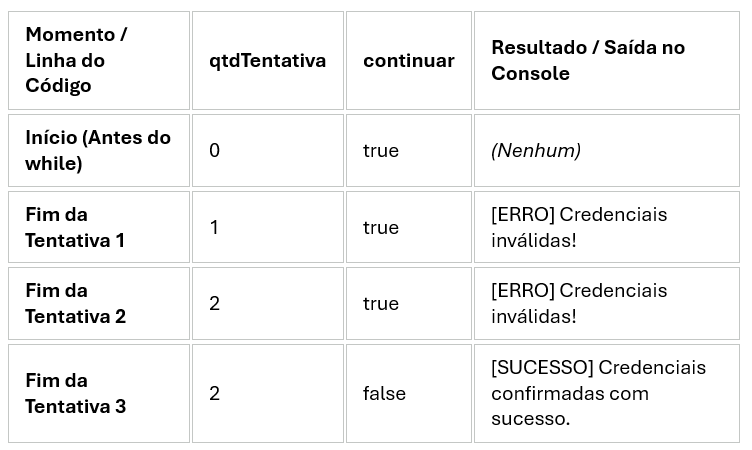 Momento /
Linha do
Código
qtdTentativa
continuar
Resultado / Saída no
Console
Início (Antes do
while)
0
true
(Nenhum)
Fim da
Tentativa 1
1
true
[ERRO] Credenciais
inválidas!
Fim da
Tentativa 2
2
true
[ERRO] Credenciais
inválidas!
Fim da
Tentativa 3
2
false
[SUCESSO] Credenciais
confirmadas com
sucesso.